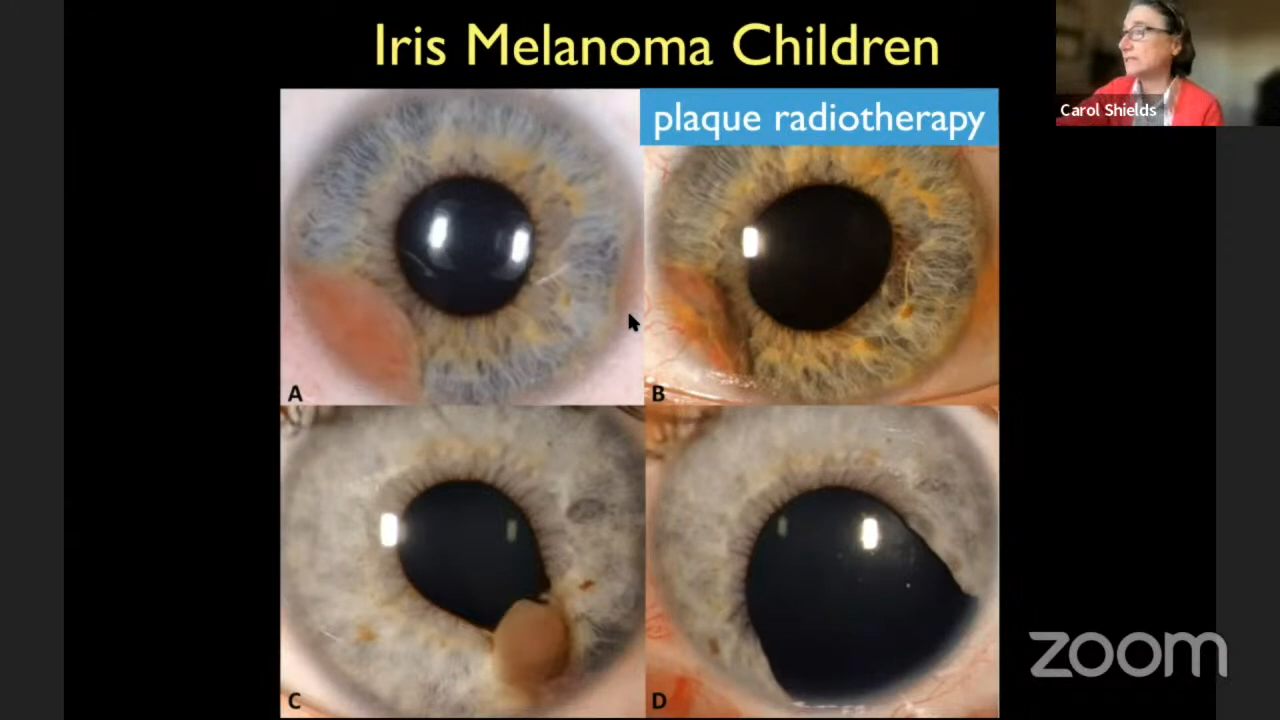 Iris Melanoma Children
plaque radiotherapy
Carol Shields
A
B
C
D
zoom